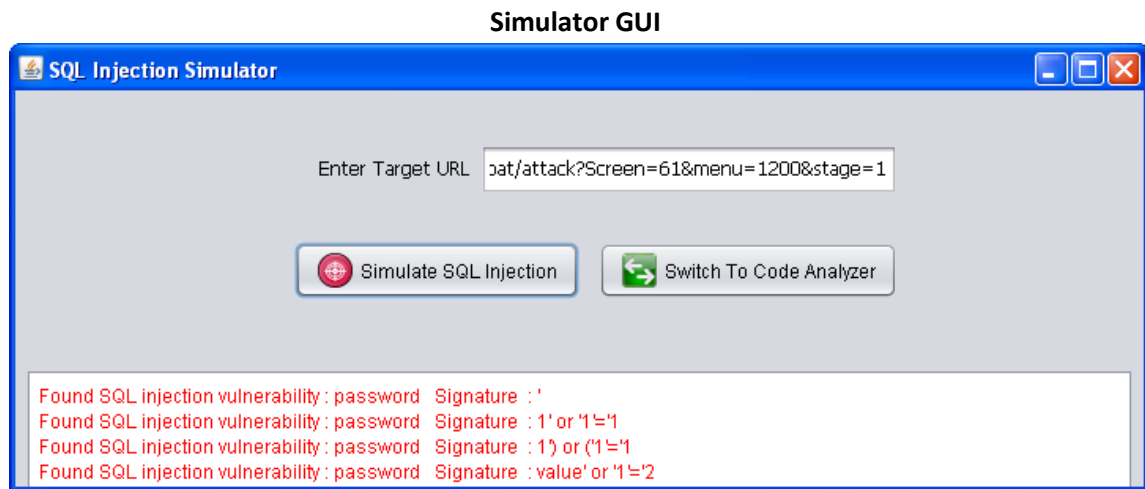 Simulator GUI
SQL Injection Simulator
Enter Target URL pat/attack?Screen=61&menu=1200&stage=1
Simulate SQL Injection Switch To Code Analyzer
Found SQL injection vulnerability : password Signature : '
Found SQL injection vulnerability : password Signature : 1' or '1'='1
Found SQL injection vulnerability : password Signature : 1') or ('1'='1
Found SQL injection vulnerability : password Signature : value' or '1'='2